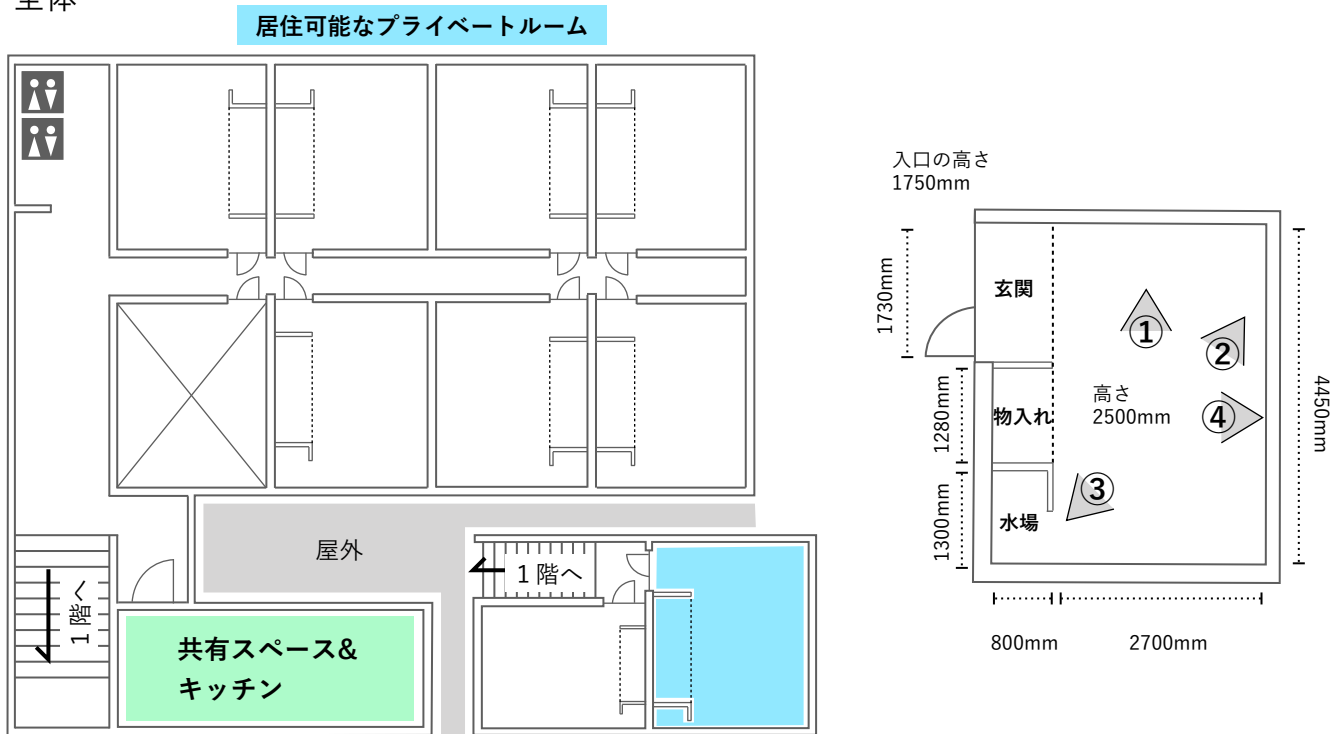 全体
居住可能なプライベートルーム
屋外
1階へ
1階へ
共有スペース&
キッチン
入口の高さ
1750mm
1730mm
玄関
①
②
高さ
2500mm
④
物入れ
1280mm
4450mm
③
水場
1300mm
800mm
2700mm